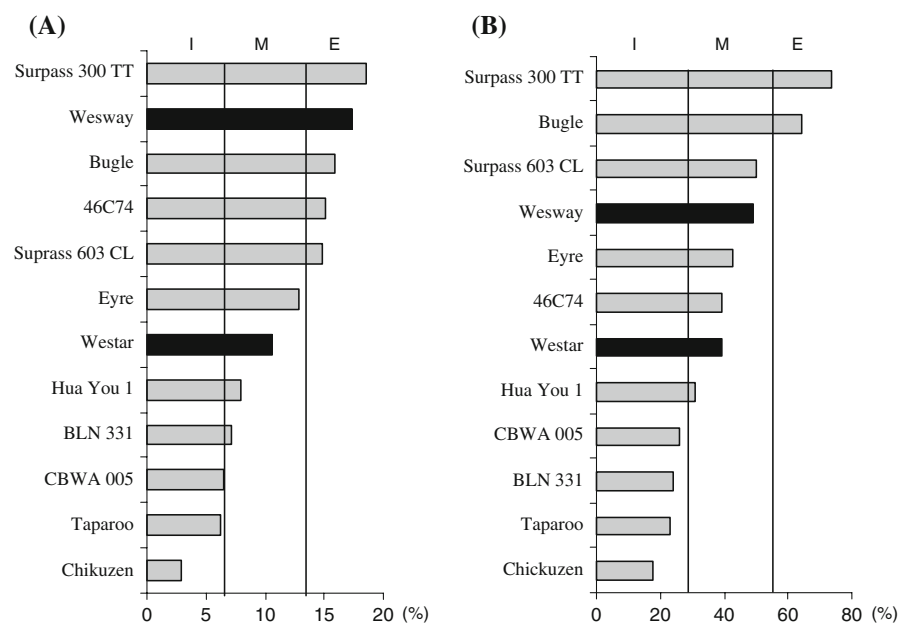 (A)
I M E
Surpass 300 TT
Wesway
Bugle
46C74
Suprass 603 CL
Eyre
Westar
Hua You 1
BLN 331
CBWA 005
Taparoo
Chikuzen
0 5 10 15 20 (%)
(B)
I M E
Surpass 300 TT
Bugle
Surpass 603 CL
Wesway
Eyre
46C74
Westar
Hua You 1
CBWA 005
BLN 331
Taparoo
Chickuzen
0 20 40 60 80 (%)